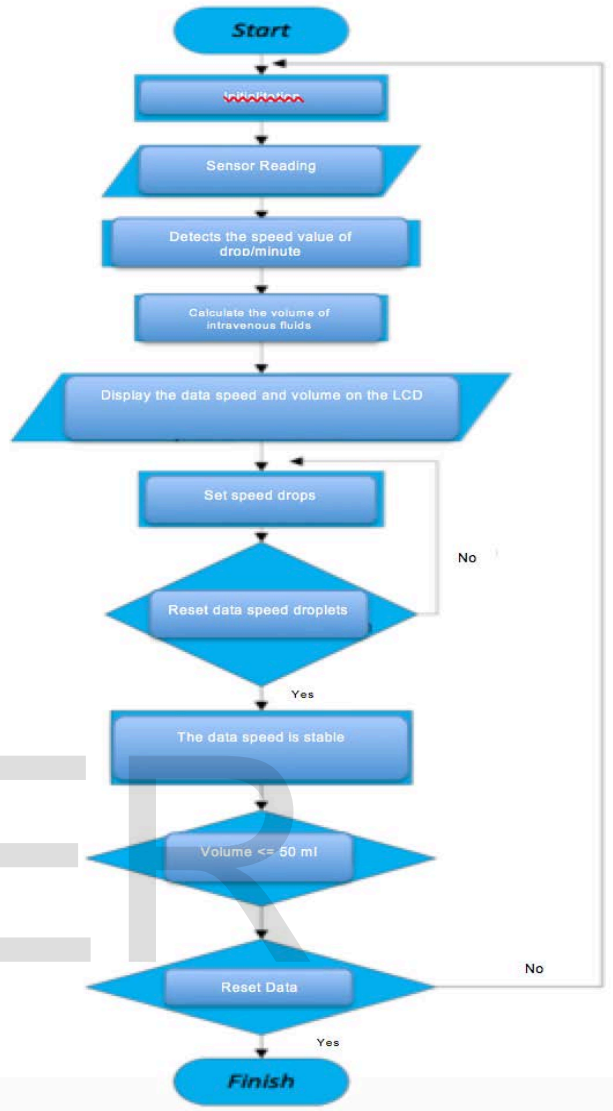 Start
Sensor Reading
Detects the speed value of
drop/minute
Calculate the volume of
intravenous fluids
Display the data speed and volume on the LCD
Set speed drops
No
Reset data speed droplets
Yes
The data speed is stable
Volume <= 50 ml
ER
Reset Data
No
Yes
Finish